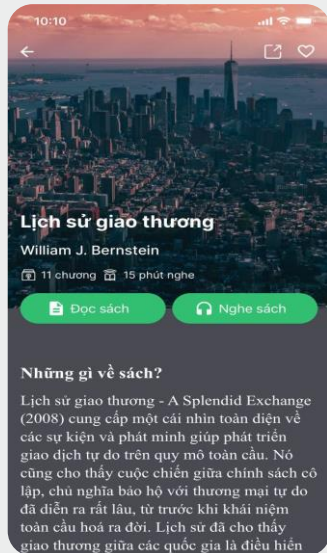 10:10
Lịch sử giao thương
William J. Bernstein
11 chương 15 phút nghe
Đọc sách Nghe sách
Những gì về sách?
Lịch sử giao thương - A Splendid Exchange
(2008) cung cấp một cái nhìn toàn diện về
các sự kiện và phát minh giúp phát triển
giao dịch tự do trên quy mô toàn cầu. Nó
cũng cho thấy cuộc chiến giữa chính sách cô
lập, chủ nghĩa bảo hộ với thương mại tự do
đã diễn ra rất lâu, từ trước khi khái niệm
toàn cầu hoá ra đời. Lịch sử đã cho thấy
giao thương giữa các quốc gia là điều hiển